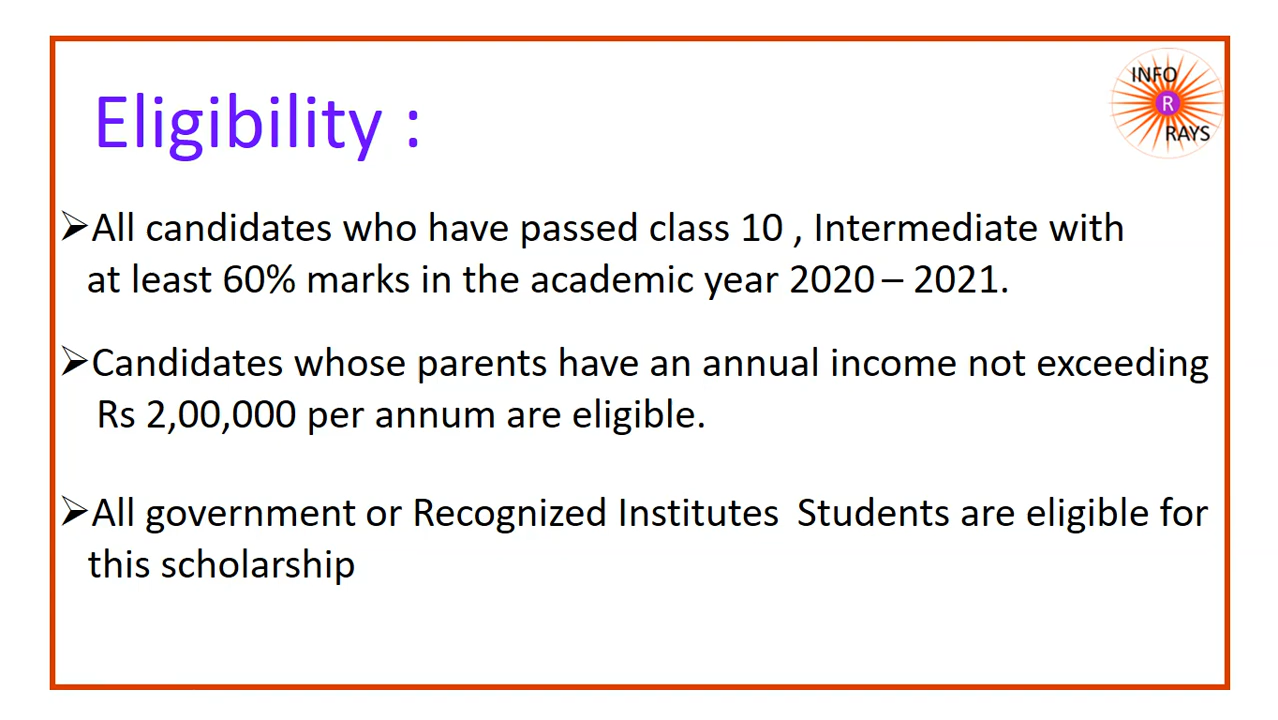 Eligibility :
INFO
R
RAYS
➢All candidates who have passed class 10 , Intermediate with
at least 60% marks in the academic year 2020 – 2021.
➢Candidates whose parents have an annual income not exceeding
Rs 2,00,000 per annum are eligible.
➢All government or Recognized Institutes Students are eligible for
this scholarship